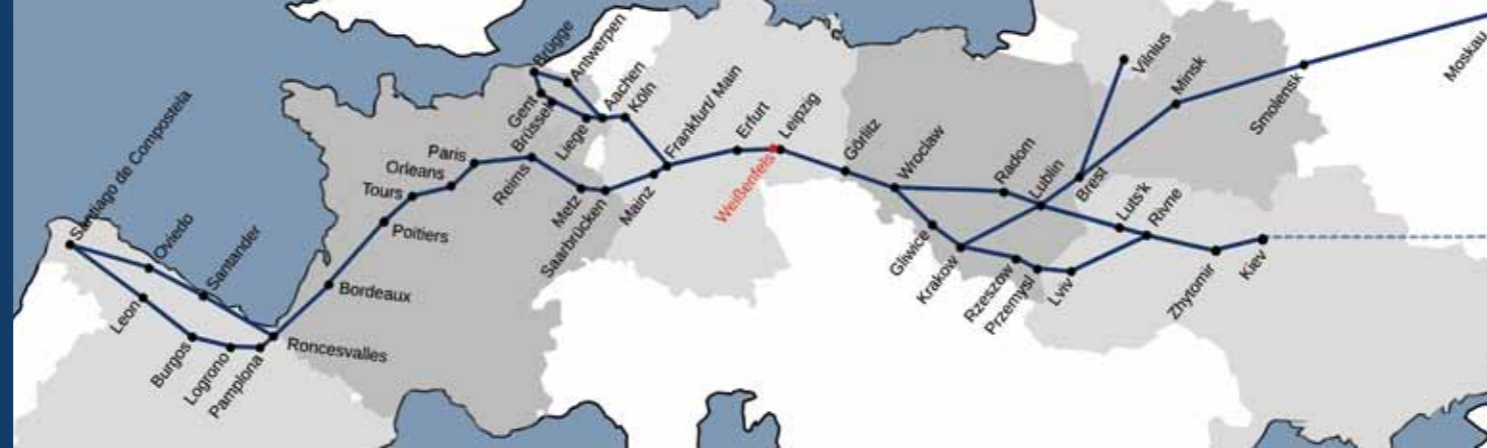 Santiago de Compostela
Oviedo
Santander
Leon
Burgos
Logrono
Pamplona
Roncesvalles
Bordeaux
Poitiers
Tours
Orleans
Paris
Reims
Brügge
Antwerpen
Gent
Brüssel
Liege
Aachen
Köln
Metz
Saarbrücken
Mainz
Frankfurt/ Main
Erfurt
Weißenfels
Leipzig
Görlitz
Wroclaw
Gliwice
Krakow
Rzeszow
Przemysl
Lviv
Radom
Lublin
Brest
Vilnius
Minsk
Smolensk
Moskau
Luts'k
Rivne
Zhytomir
Kiev